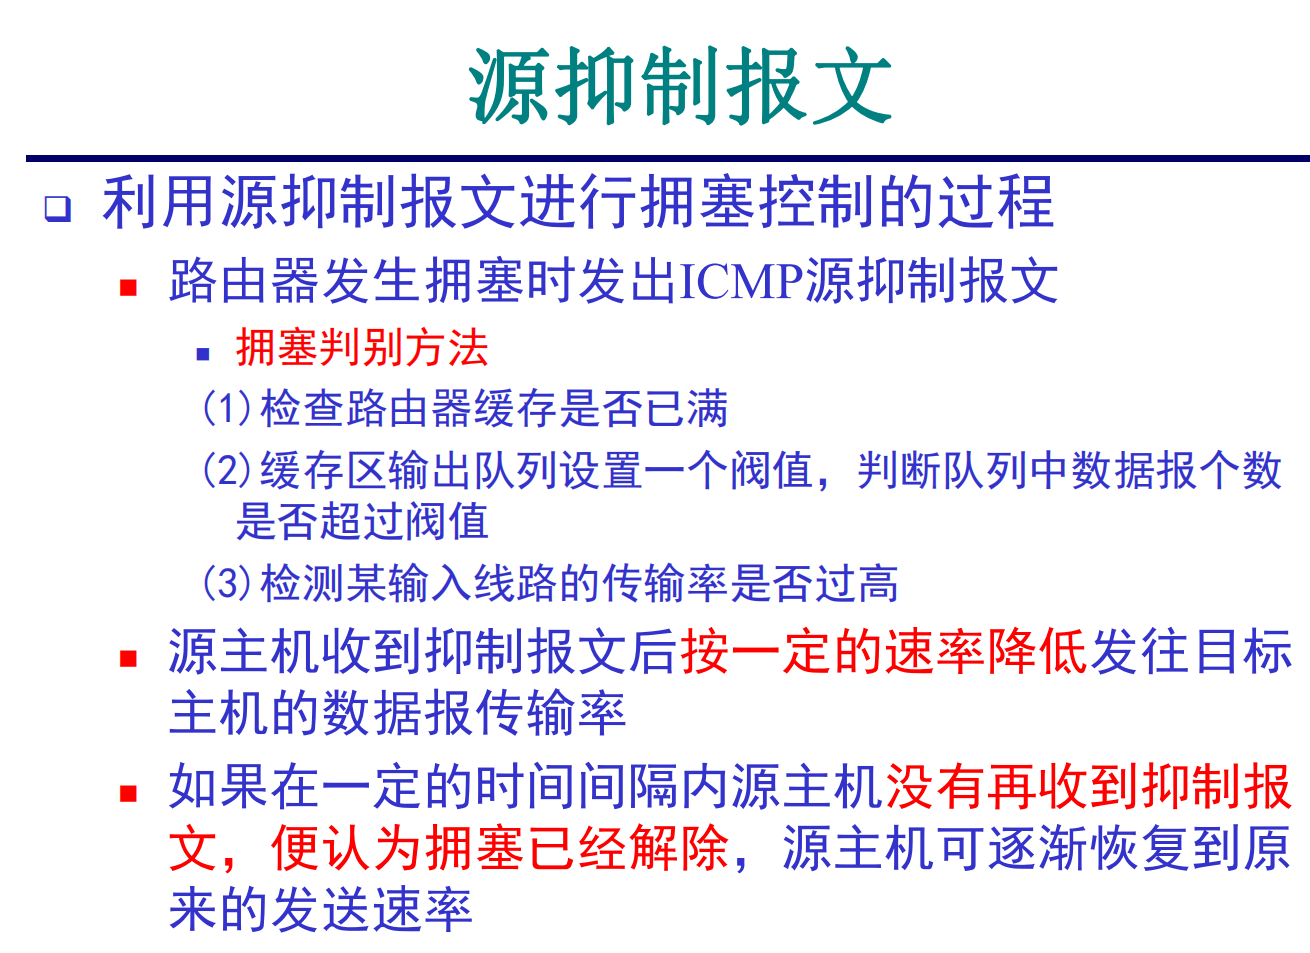 源抑制报文
利用源抑制报文进行拥塞控制的过程
路由器发生拥塞时发出ICMP源抑制报文
拥塞判别方法
(1)检查路由器缓存是否已满
(2)缓存区输出队列设置一个阀值，判断队列中数据报个数
是否超过阀值
(3)检测某输入线路的传输率是否过高
源主机收到抑制报文后按一定的速率降低发往目标
主机的数据报传输率
如果在一定的时间间隔内源主机没有再收到抑制报
文，便认为拥塞已经解除，源主机可逐渐恢复到原
来的发送速率